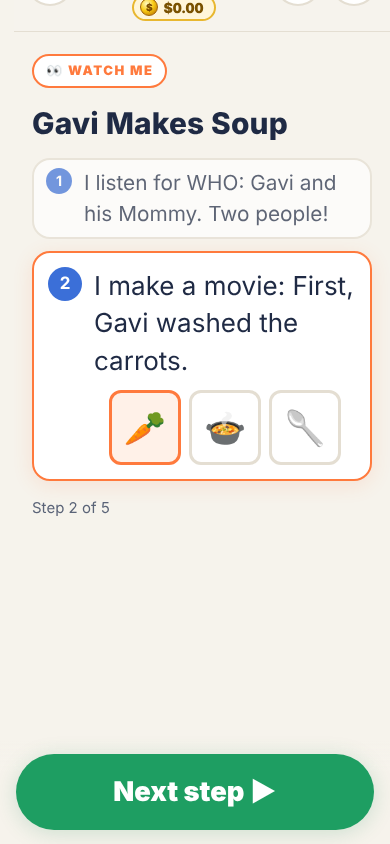 $0.00
👀 WATCH ME
Gavi Makes Soup
1 I listen for WHO: Gavi and
his Mommy. Two people!
2 I make a movie: First,
Gavi washed the
carrots.
Step 2 of 5
Next step ▶